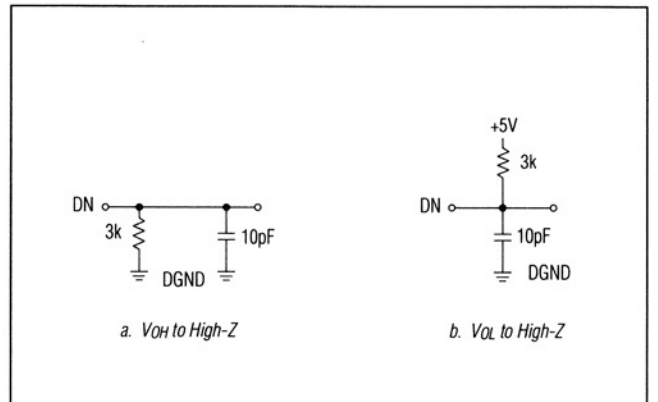 DN
3k
10pF
DGND
a. VOH to High-Z
+5V
3k
DN
10pF
DGND
b. VOL to High-Z